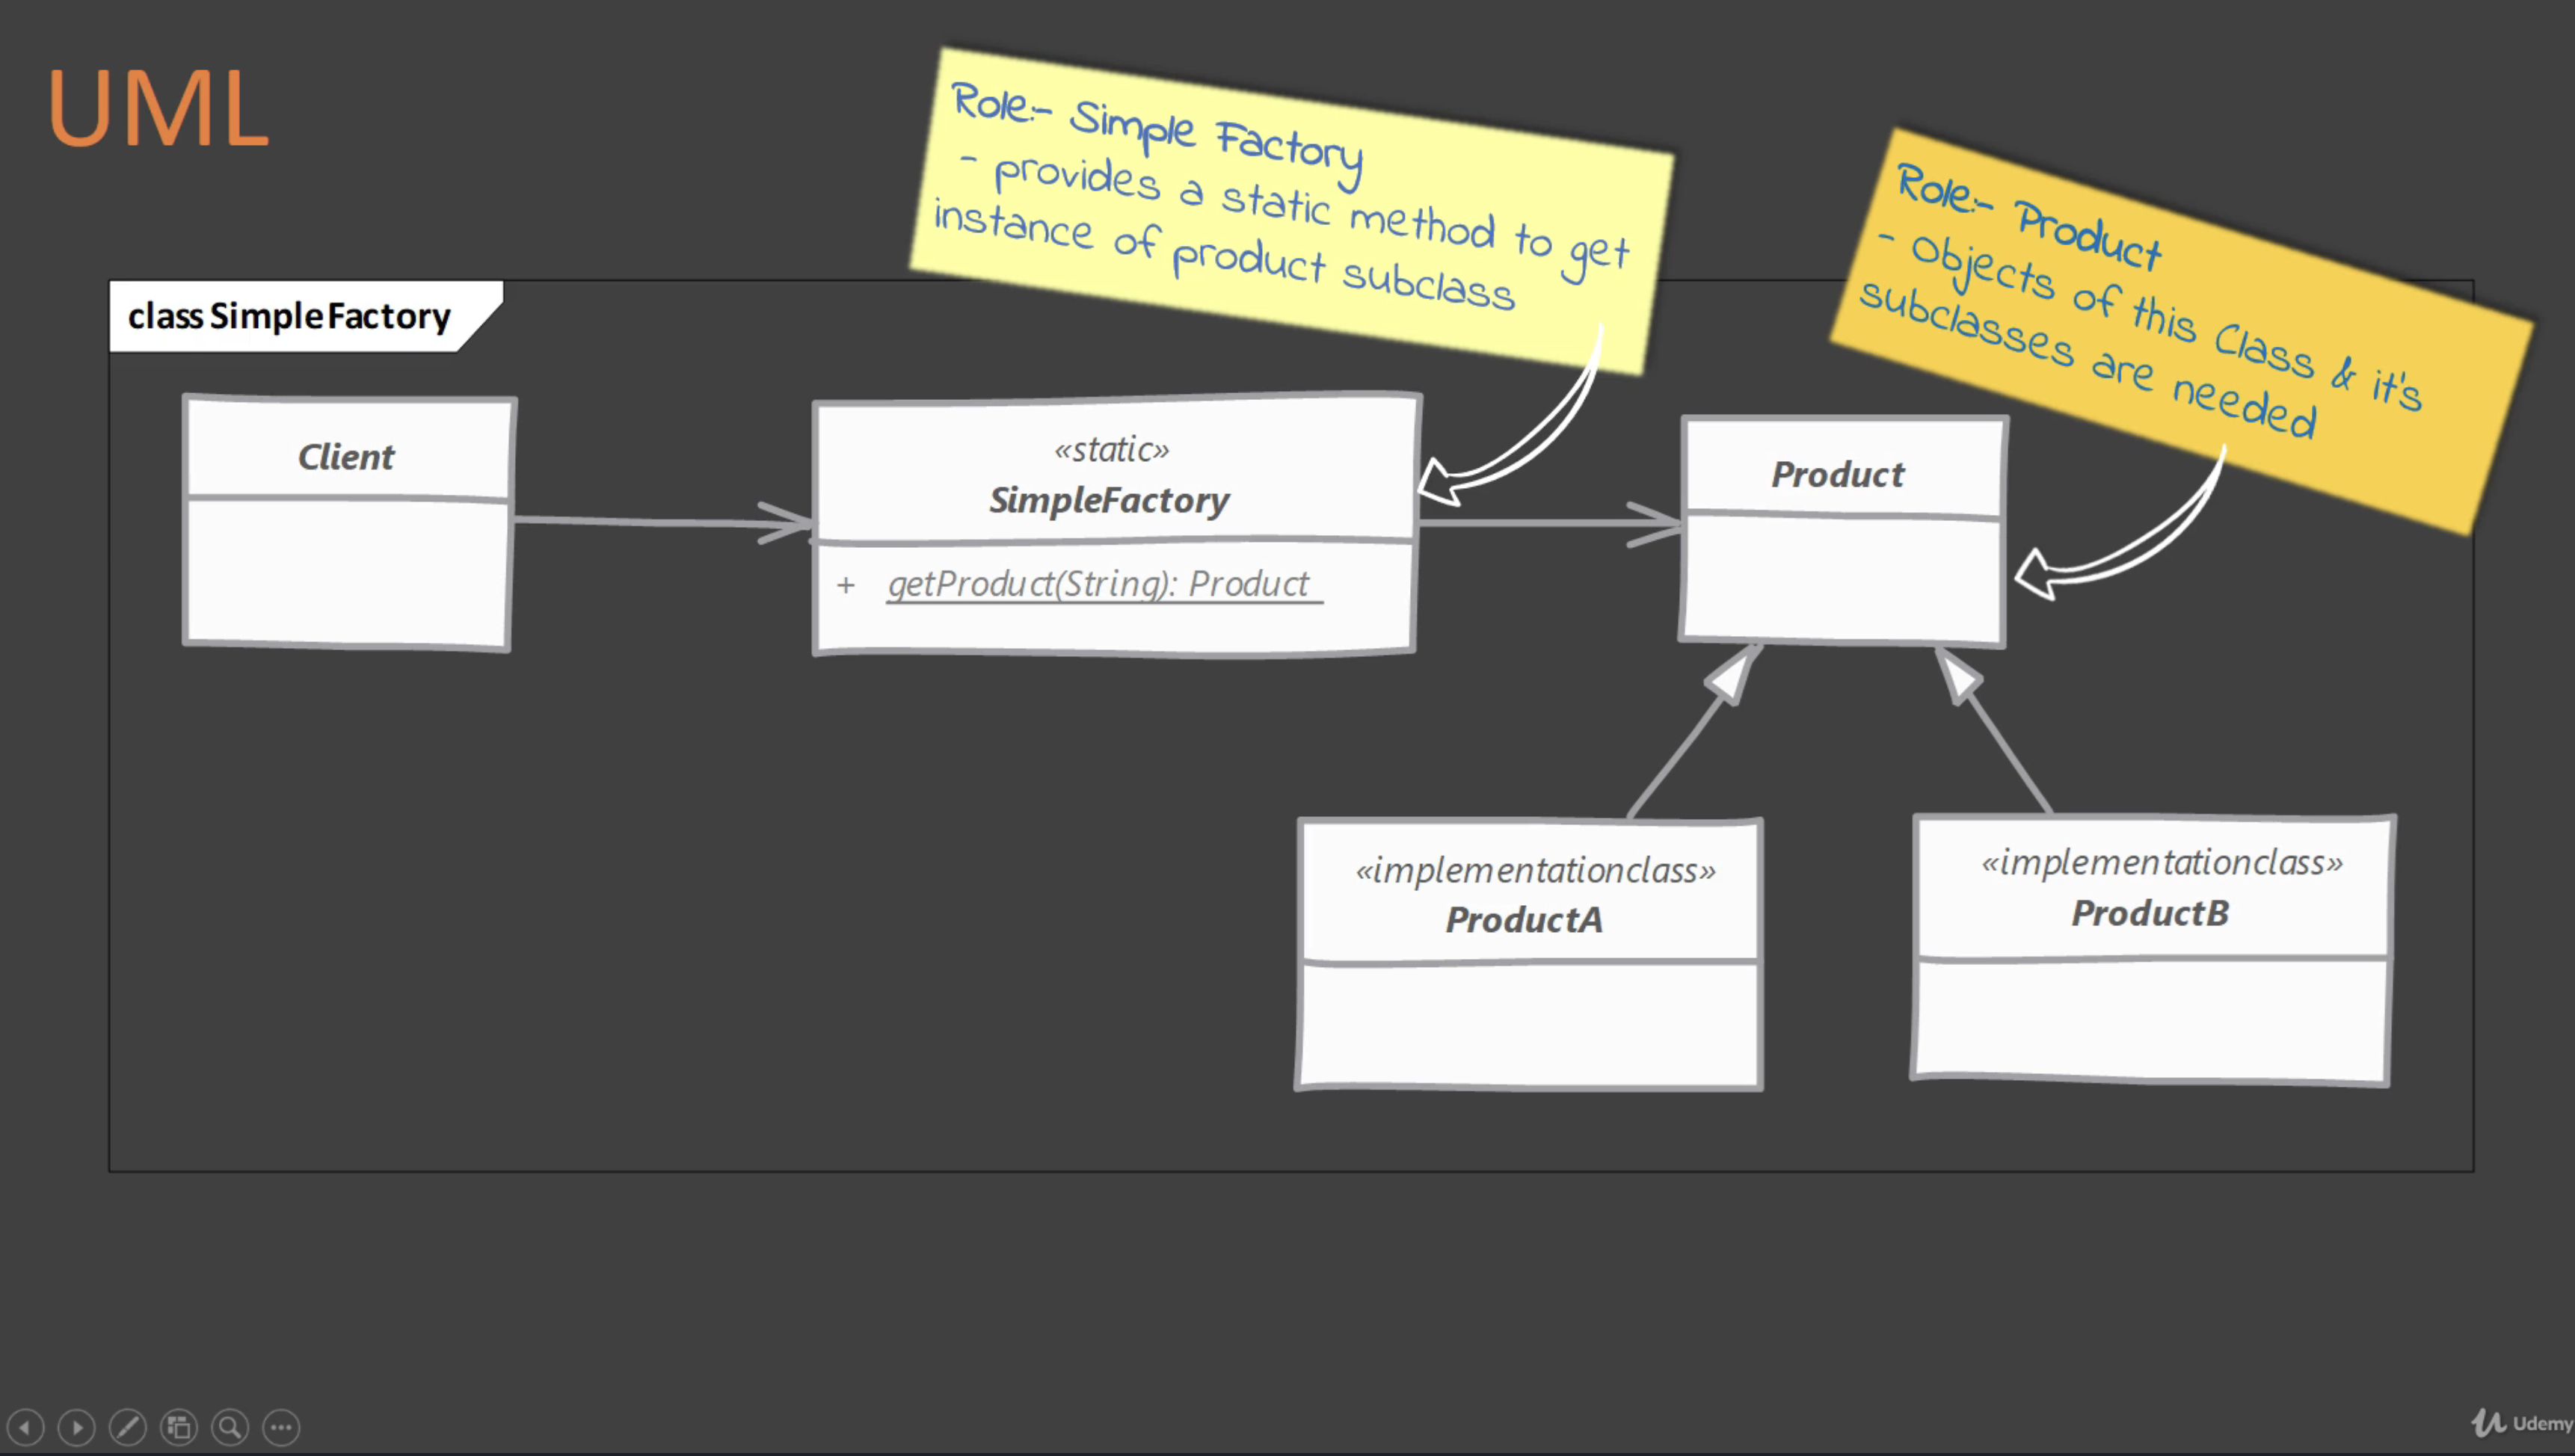 UML
Role:- Simple Factory
- provides a static method to get
instance of product subclass
Role:- Product
- Objects of this Class & it's
subclasses are needed
class SimpleFactory
Client
«static»
SimpleFactory
+ getProduct(String): Product
Product
«implementationclass»
ProductA
«implementationclass»
ProductB
Udemy